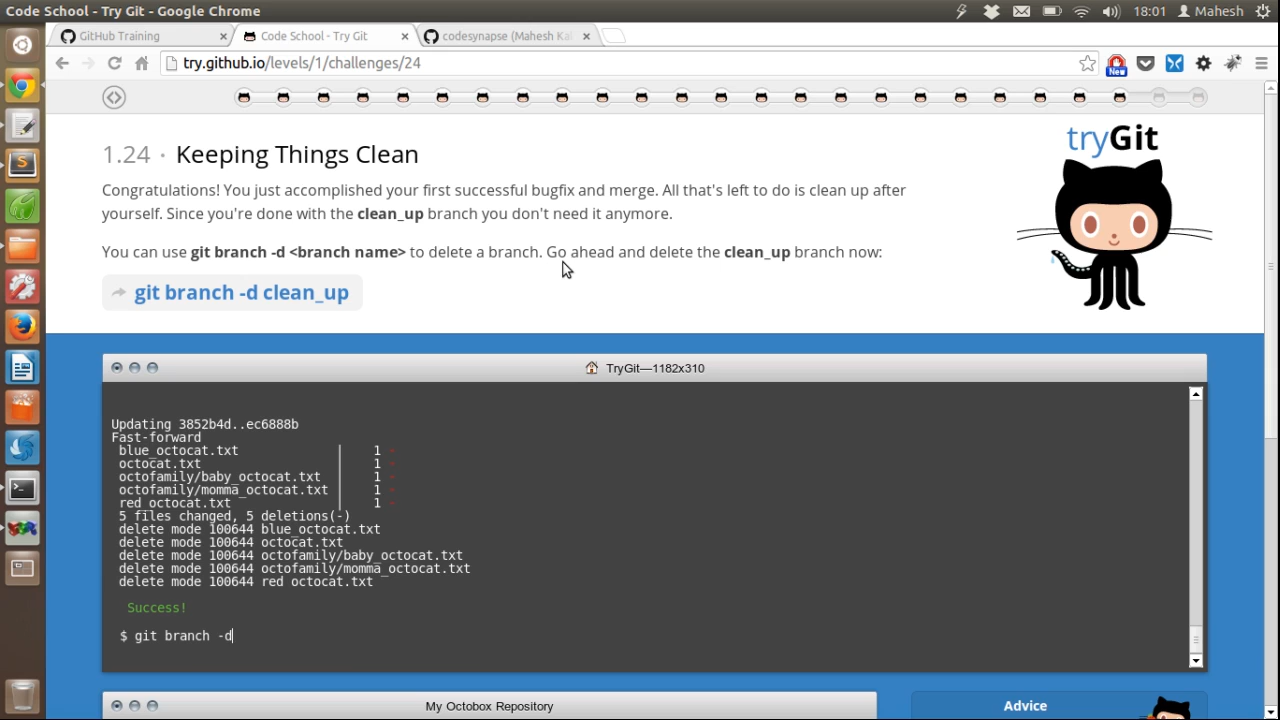 Code School - Try Git - Google Chrome
18:01 Mahesh
GitHub Training
Code School - Try Git
codesynapse (Mahesh Ka
try.github.io/levels/1/challenges/24
New
1.24 · Keeping Things Clean
tryGit
Congratulations! You just accomplished your first successful bugfix and merge. All that's left to do is clean up after
yourself. Since you're done with the clean_up branch you don't need it anymore.
You can use git branch -d <branch name> to delete a branch. Go ahead and delete the clean_up branch now:
git branch -d clean_up
TryGit—1182x310
Updating 3852b4d..ec6888b
Fast-forward
blue_octocat.txt | 1 -
octocat.txt | 1 -
octofamily/baby_octocat.txt | 1 -
octofamily/momma_octocat.txt | 1 -
red_octocat.txt | 1 -
5 files changed, 5 deletions(-)
delete mode 100644 blue_octocat.txt
delete mode 100644 octocat.txt
delete mode 100644 octofamily/baby_octocat.txt
delete mode 100644 octofamily/momma_octocat.txt
delete mode 100644 red octocat.txt
Success!
$ git branch -d
My Octobox Repository
Advice